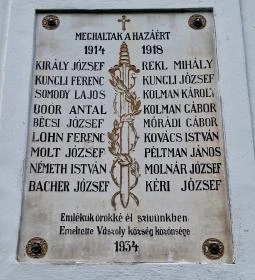 MEGHALTAK A HAZÁÉRT
1914 1918
KIRÁLY JÓZSEF REKL MIHÁLY
KUNGLI FERENC KUNGLI JÓZSEF
SOMODY LAJOS KOLMAN KÁROLY
BOÓR ANTAL KOLMAN GÁBOR
BÉCSI JÓZSEF MÓRADI GÁBOR
LOHN FERENC KOVÁCS ISTVÁN
MOLT JÓZSEF PÉLTMAN JÁNOS
NÉMETH ISTVÁN MOLNÁR JÓZSEF
BACHER JÓZSEF KÉRI JÓZSEF
Emlékük örökké él szivünkben
Emeltette Vászoly község közönsége
1934